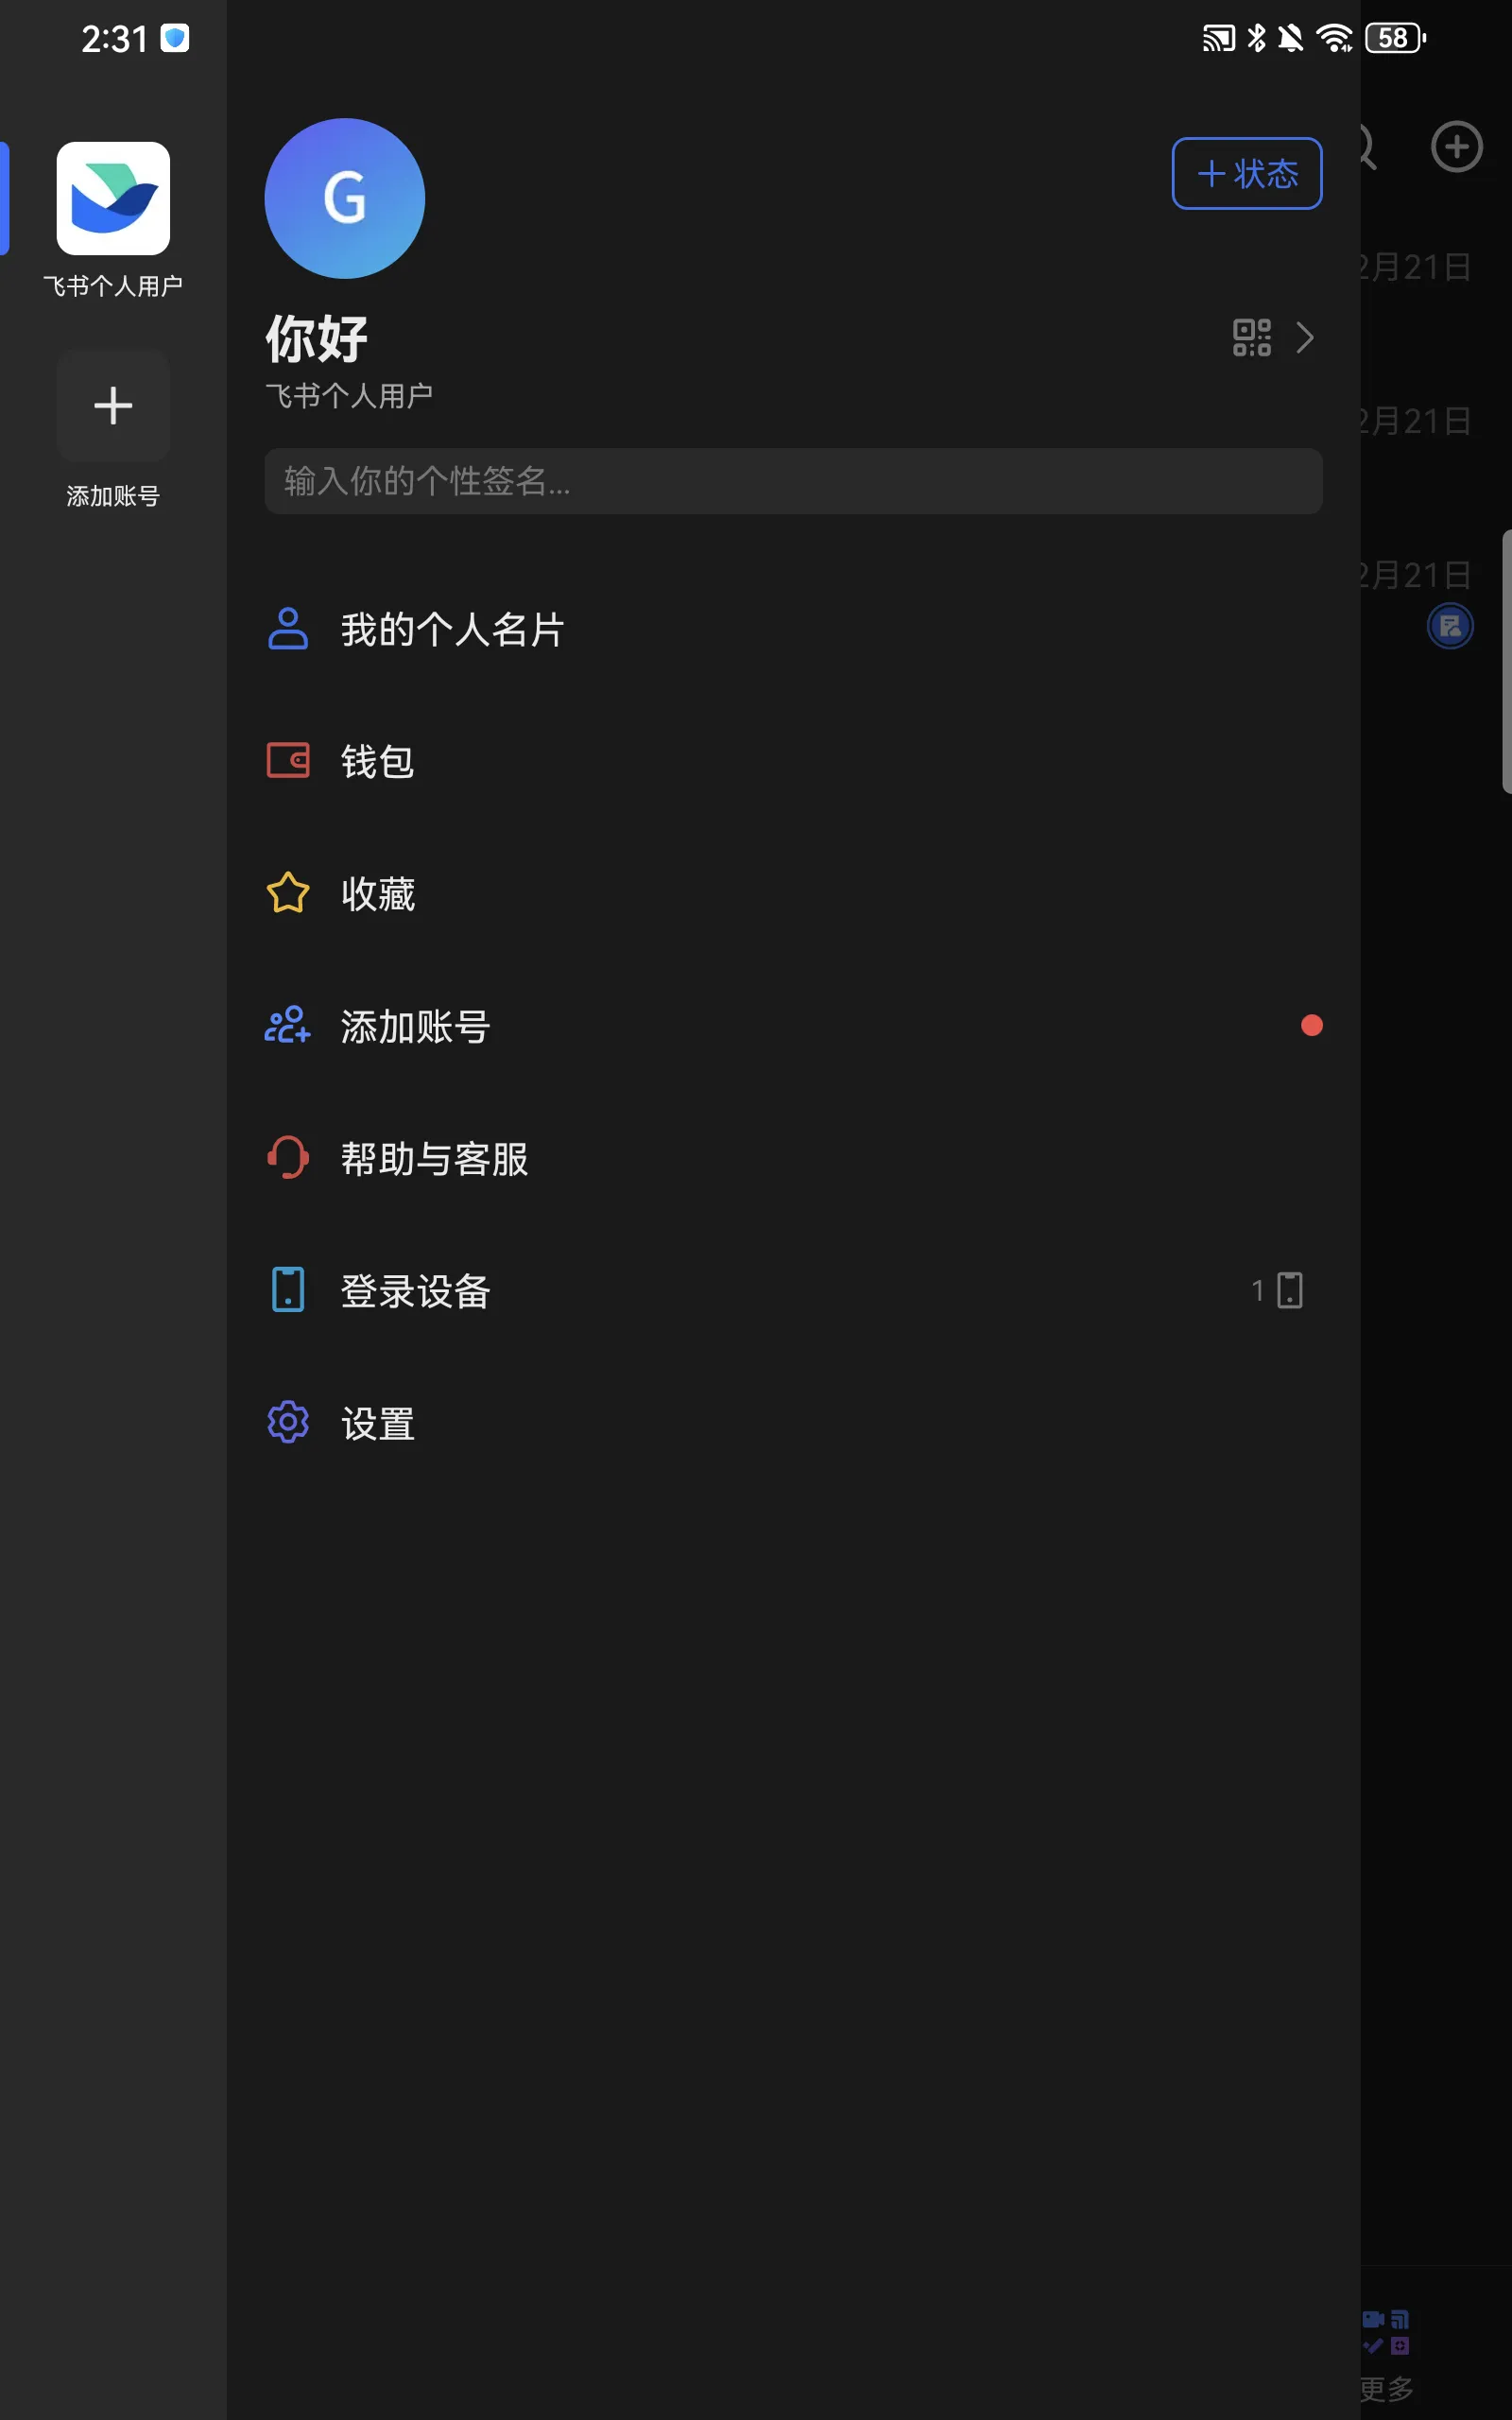 2:31
58
飞书个人用户
添加账号
G
状态
你好
飞书个人用户
输入你的个性签名...
我的个人名片
钱包
收藏
添加账号
帮助与客服
登录设备
1
设置
2月21日
2月21日
2月21日
更多